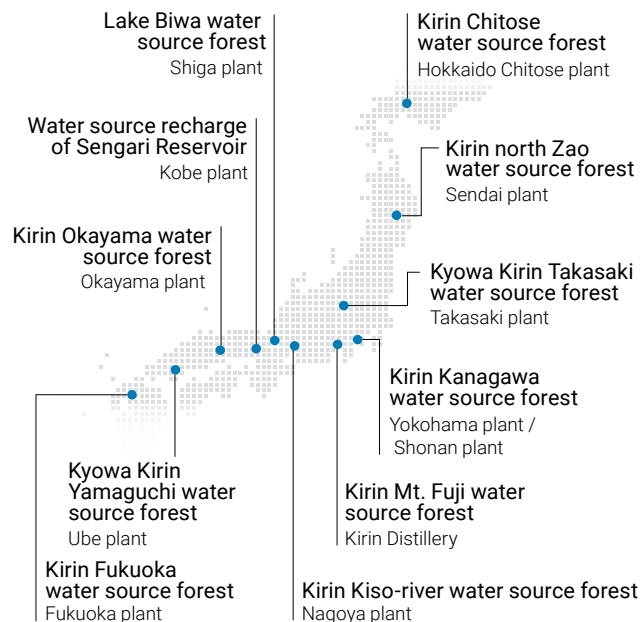 Lake Biwa water
source forest
Shiga plant
Kirin Chitose
water source forest
Hokkaido Chitose plant
Water source recharge
of Sengari Reservoir
Kobe plant
Kirin north Zao
water source forest
Sendai plant
Kirin Okayama water
source forest
Okayama plant
Kyowa Kirin Takasaki
water source forest
Takasaki plant
Kirin Kanagawa
water source forest
Yokohama plant /
Shonan plant
Kyowa Kirin
Yamaguchi water
source forest
Ube plant
Kirin Mt. Fuji water
source forest
Kirin Distillery
Kirin Fukuoka
water source forest
Fukuoka plant
Kirin Kiso-river water source forest
Nagoya plant